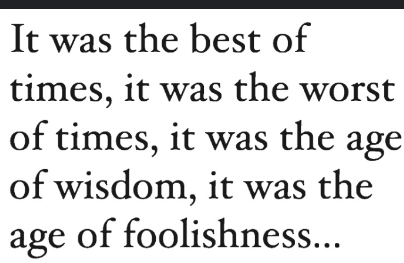 It was the best of
times, it was the worst
of times, it was the age
of wisdom, it was the
age of foolishness...